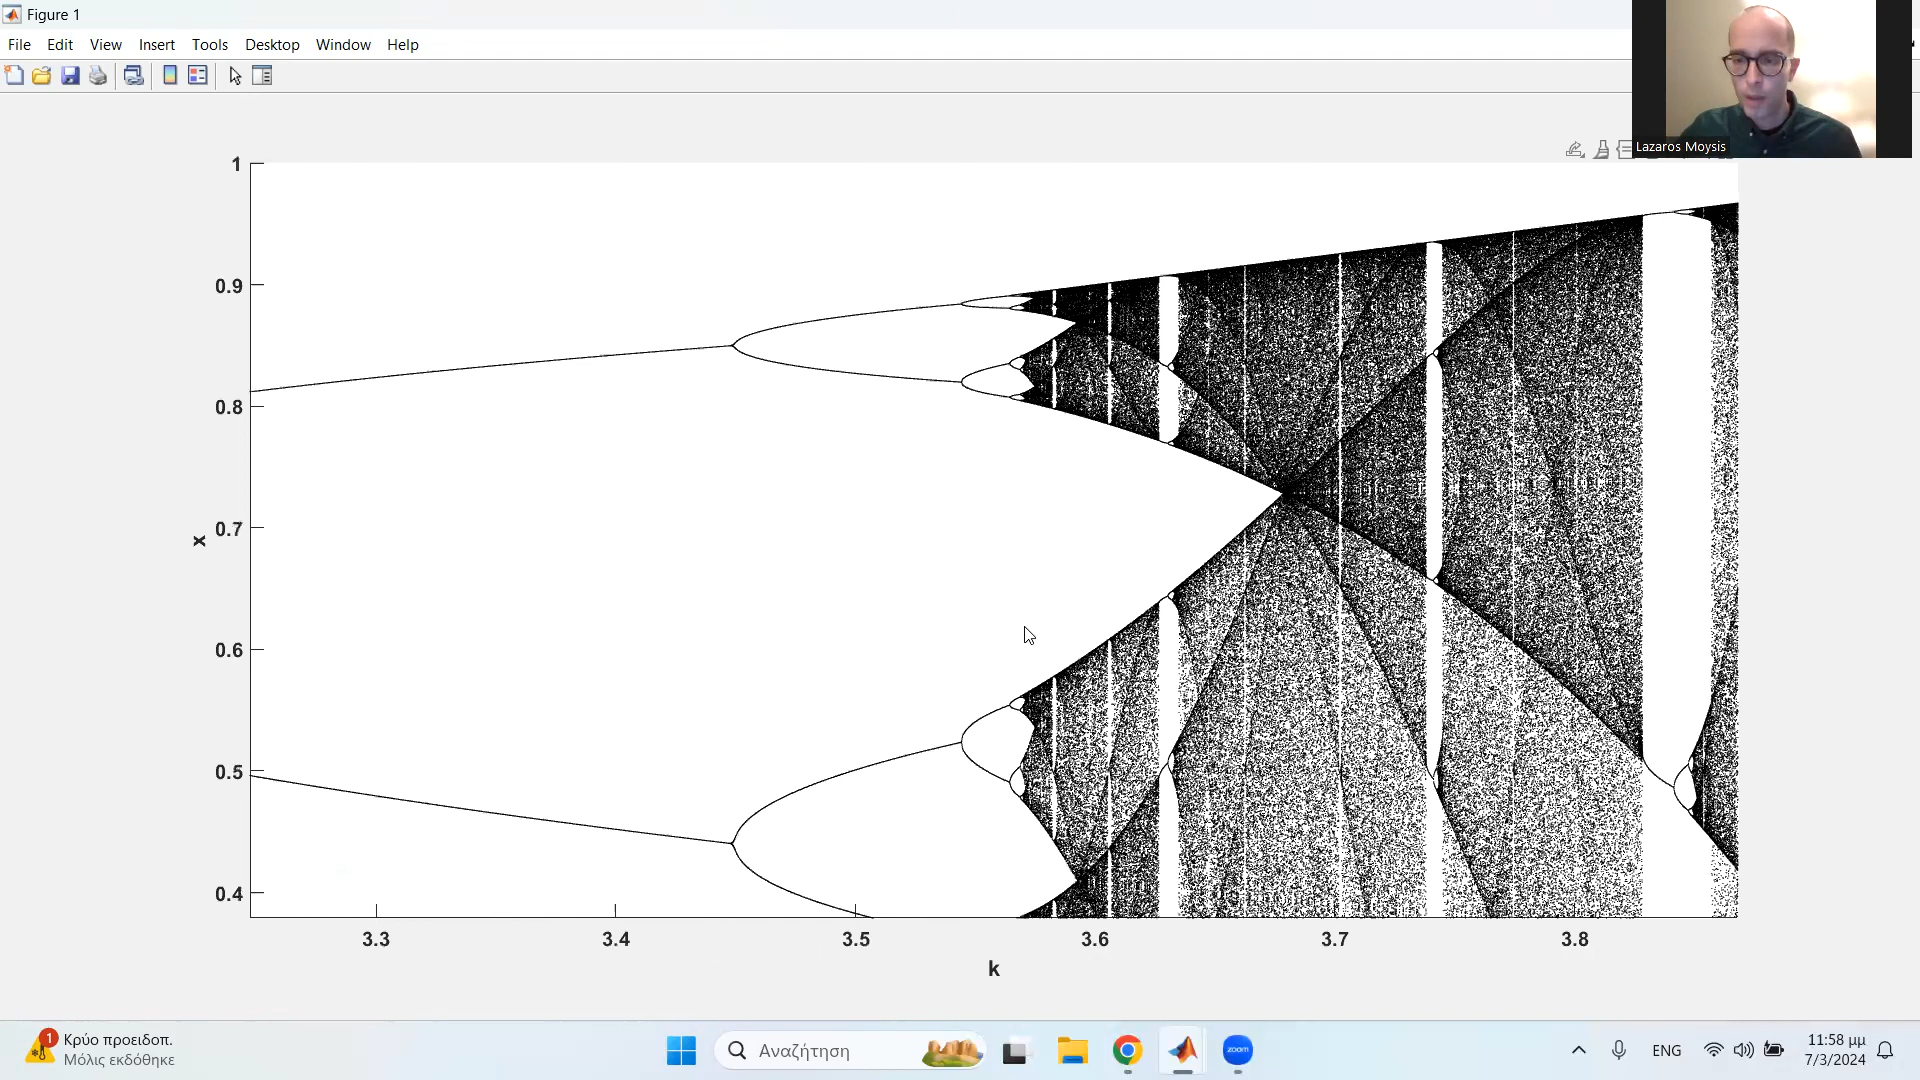 Figure 1
File Edit View Insert Tools Desktop Window Help
Lazaros Moysis
1
0.9
0.8
0.7
x
0.6
0.5
0.4
3.3 3.4 3.5 3.6 3.7 3.8
k
1
Κρύο προειδοπ.
Μόλις εκδόθηκε
Αναζήτηση
zoom
ENG
11:58 μμ
7/3/2024